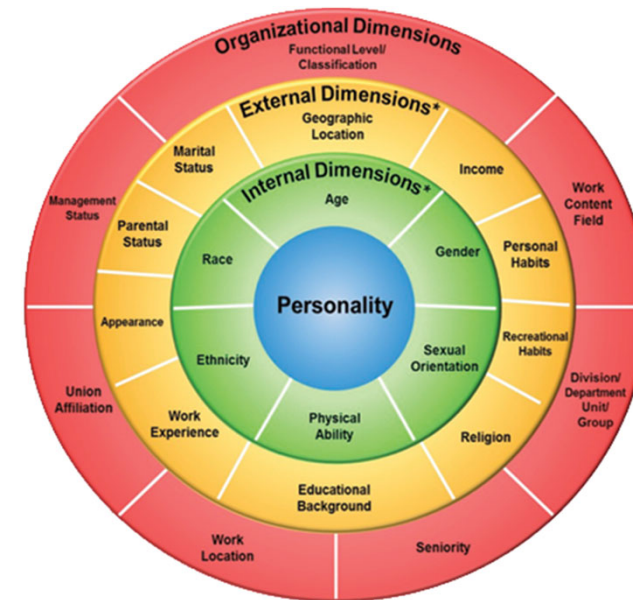 Organizational Dimensions
Functional Level/
Classification
External Dimensions*
Geographic
Location
Marital
Status
Income
Internal Dimensions*
Age
Management
Status
Work
Content
Field
Parental
Status
Personal
Habits
Race
Gender
Personality
Appearance
Recreational
Habits
Ethnicity
Sexual
Orientation
Union
Affiliation
Division/
Department
Unit/
Group
Work
Experience
Physical
Ability
Religion
Educational
Background
Work
Location
Seniority